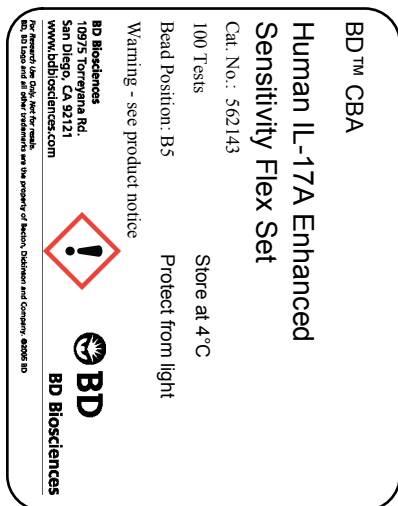 BD™ CBA
Human IL-17A Enhanced
Sensitivity Flex Set
Cat. No.: 562143
100 Tests
Store at 4°C
Bead Position: B5
Protect from light
Warning - see product notice
BD Biosciences
10975 Torreyana Rd.
San Diego, CA 92121
www.bdbiosciences.com
BD
BD Biosciences
For Research Use Only. Not for resale.
BD, BD Logo and all other trademarks are the property of Becton, Dickinson and Company. ©2005 BD